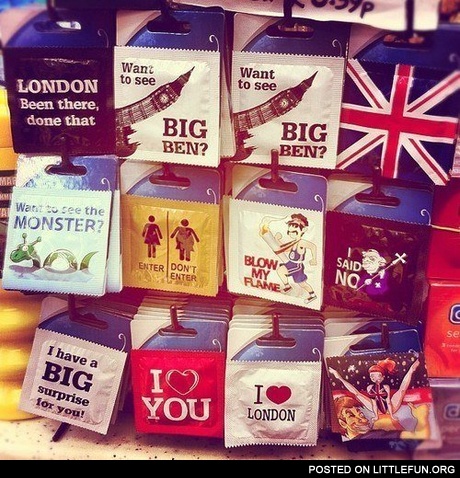 LONDON
Been there,
done that
Want
to see
BIG
BEN?
Want
to see
BIG
BEN?
Want to see the
MONSTER?
ENTER DON'T
ENTER
BLOW
MY
FLAME
I
SAID
NO
I have a
BIG
surprise
for you!
I
YOU
I
LONDON
POSTED ON LITTLEFUN.ORG